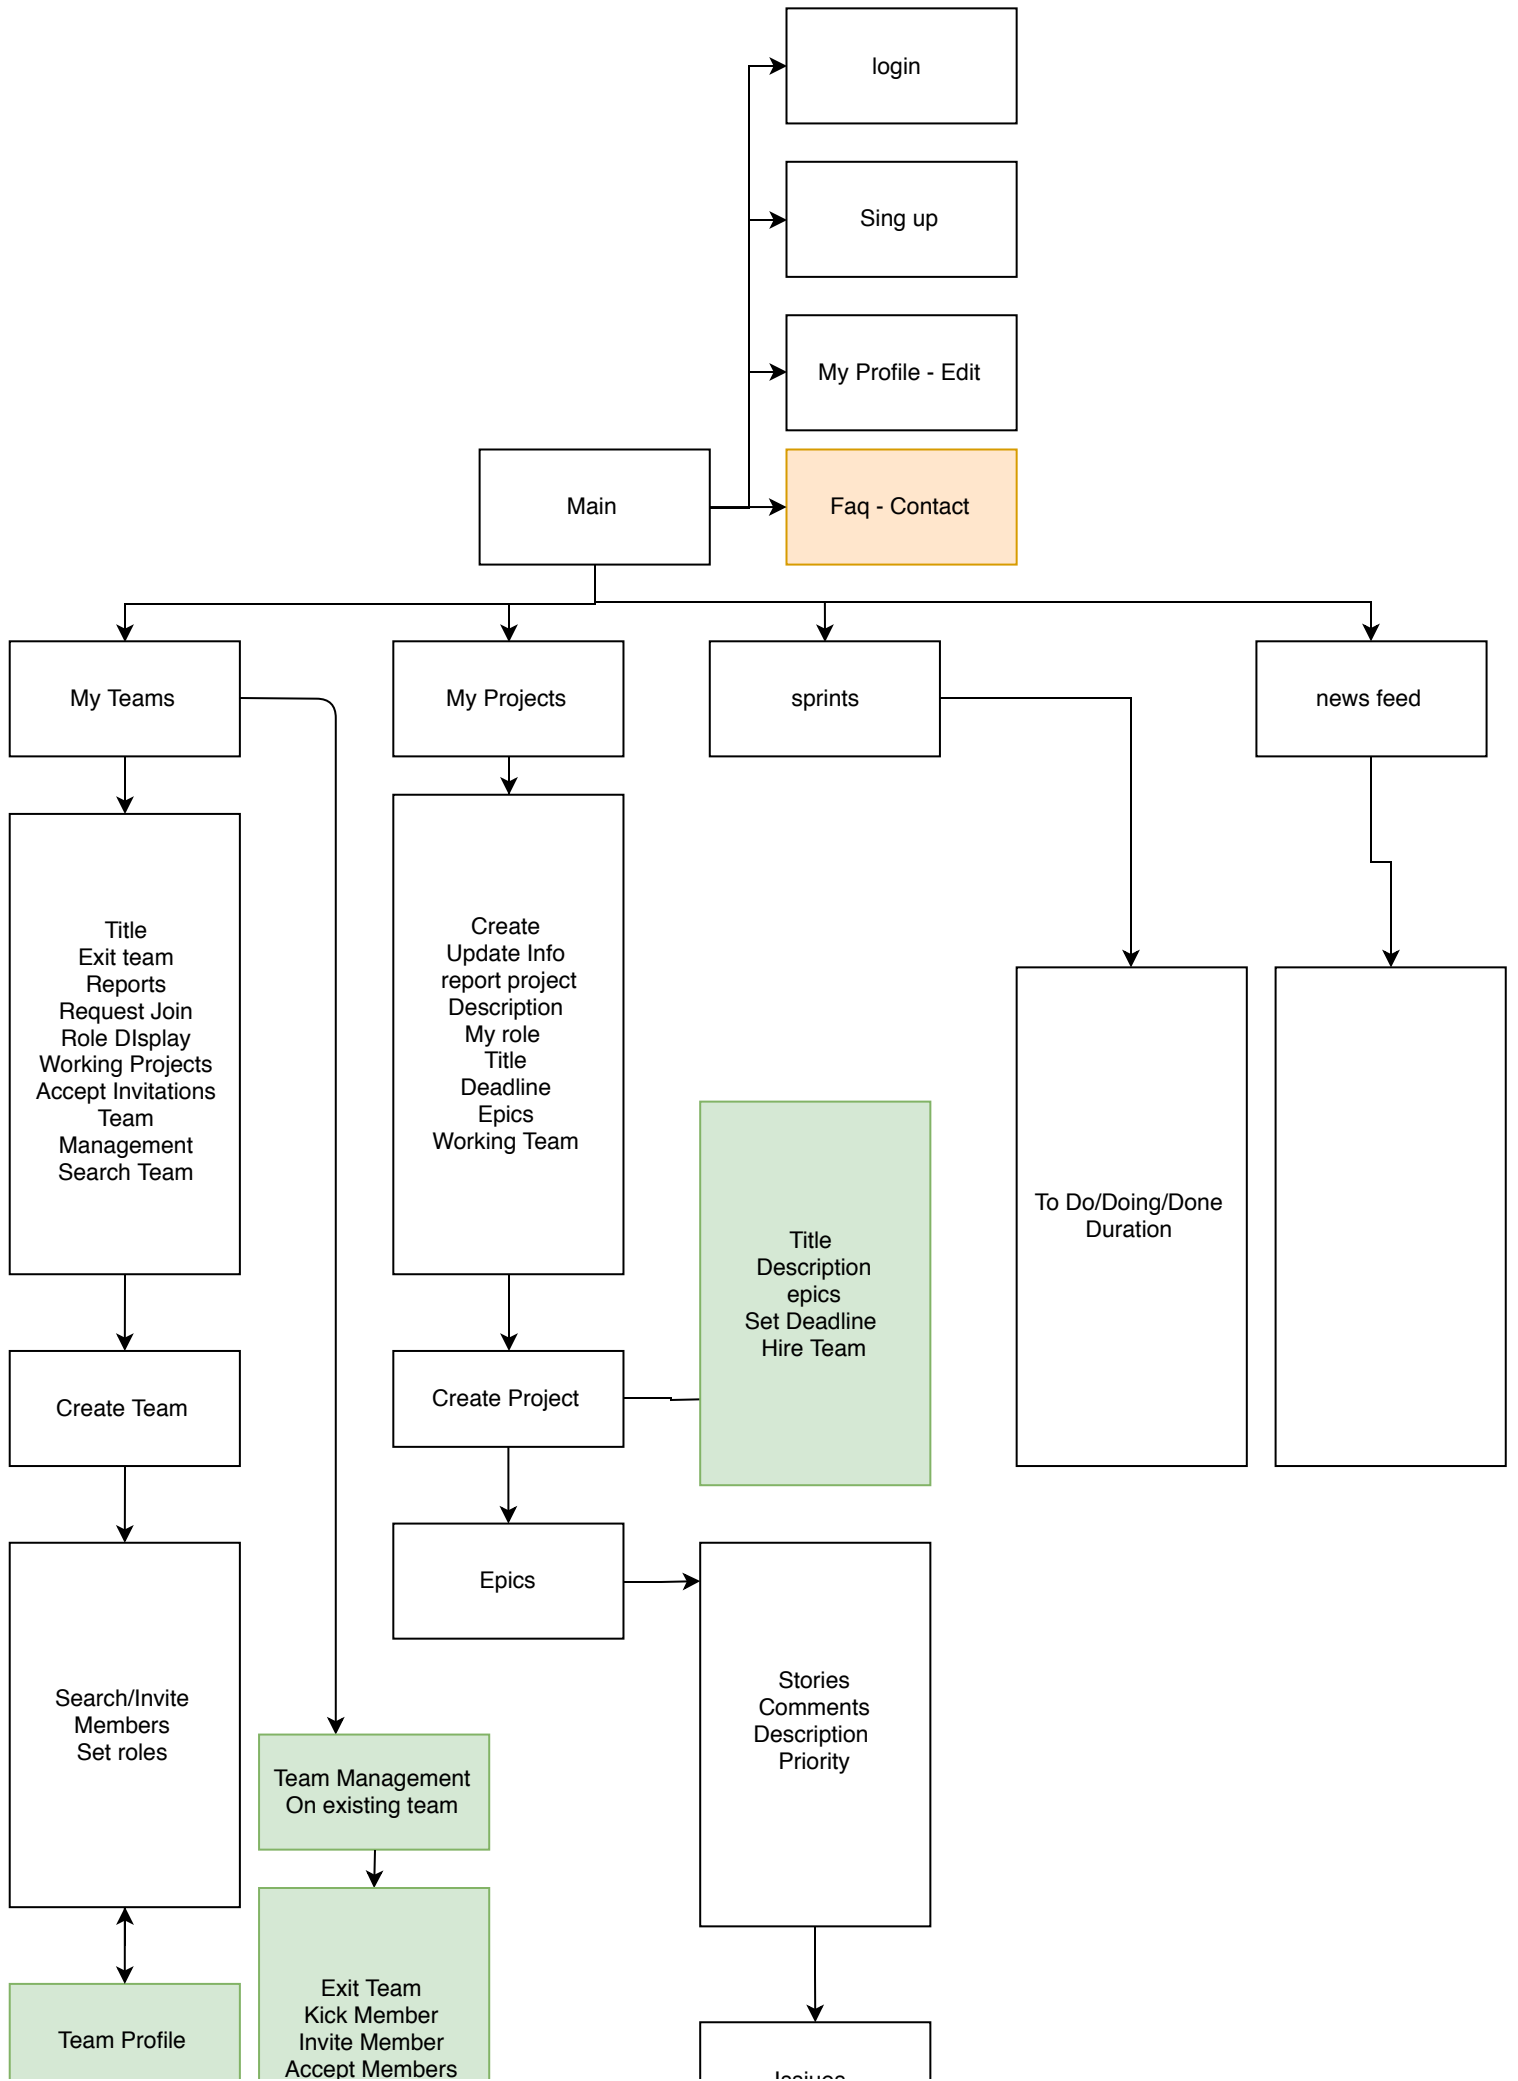 login
Sing up
My Profile - Edit
Main
Faq - Contact
My Teams
My Projects
sprints
news feed
Title
Exit team
Reports
Request Join
Role DIsplay
Working Projects
Accept Invitations
Team
Management
Search Team
Create
Update Info
report project
Description
My role
Title
Deadline
Epics
Working Team
Title
Description
epics
Set Deadline
Hire Team
To Do/Doing/Done
Duration
Create Team
Create Project
Epics
Search/Invite
Members
Set roles
Stories
Comments
Description
Priority
Team Management
On existing team
Exit Team
Kick Member
Invite Member
Accept Members
Team Profile